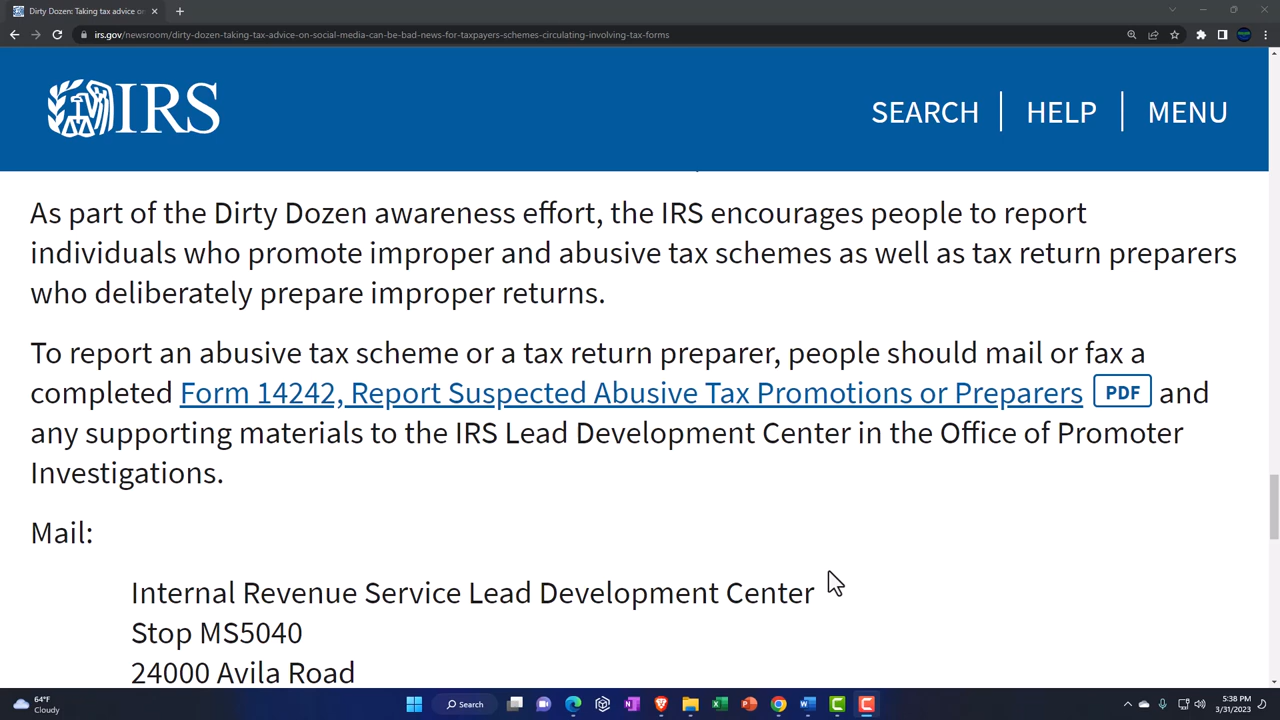 Dirty Dozen: Taking tax advice o
irs.gov/newsroom/dirty-dozen-taking-tax-advice-on-social-media-can-be-bad-news-for-taxpayers-schemes-circulating-involving-tax-forms
IRS
SEARCH
HELP
MENU
As part of the Dirty Dozen awareness effort, the IRS encourages people to report
individuals who promote improper and abusive tax schemes as well as tax return preparers
who deliberately prepare improper returns.
To report an abusive tax scheme or a tax return preparer, people should mail or fax a
completed Form 14242, Report Suspected Abusive Tax Promotions or Preparers PDF and
any supporting materials to the IRS Lead Development Center in the Office of Promoter
Investigations.
Mail:
Internal Revenue Service Lead Development Center
Stop MS5040
24000 Avila Road
64°F
Cloudy
Search
5:38 PM
3/31/2023